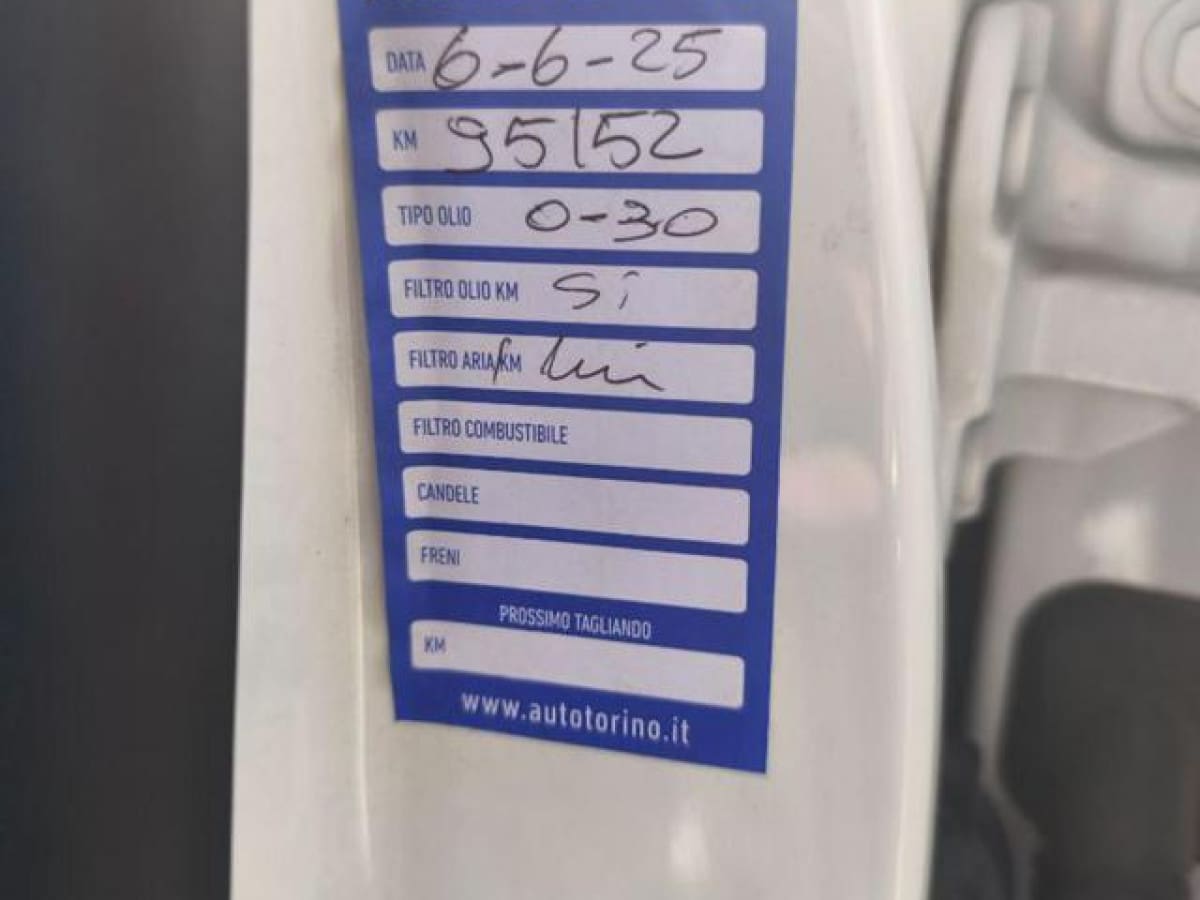 DATA 6-6-25
KM 95152
TIPO OLIO 0-30
FILTRO OLIO KM Si
FILTRO ARIA/KM
FILTRO COMBUSTIBILE
CANDELE
FRENI
PROSSIMO TAGLIANDO
KM
www.autotorino.it